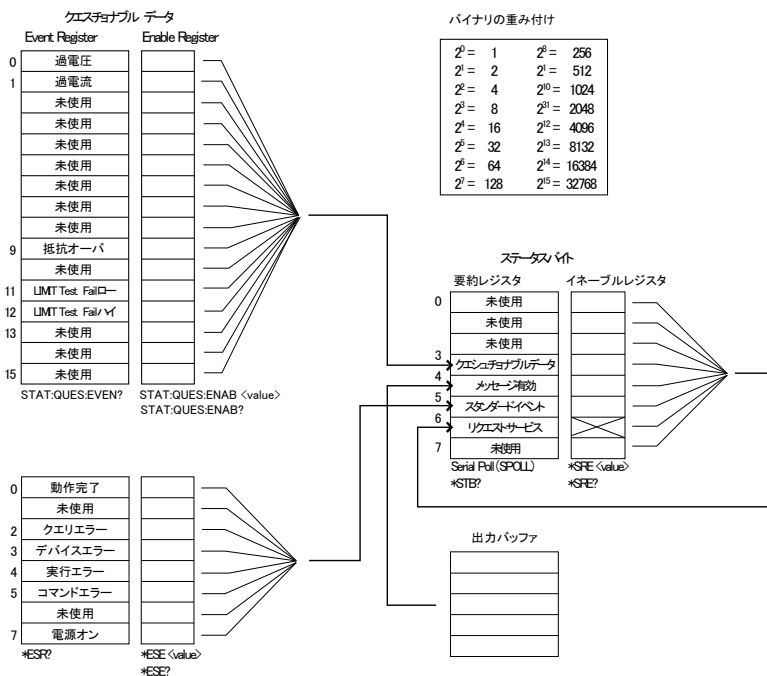 クエスチョナブル データ
Event Register
Enable Register
0 過電圧
1 過電流
未使用
未使用
未使用
未使用
未使用
未使用
未使用
9 抵抗オーバ
未使用
11 LIMIT Test Failロー
12 LIMIT Test Failハイ
13 未使用
未使用
15 未使用
STAT:QUES:EVEN?
STAT:QUES:ENAB <value>
STAT:QUES:ENAB?
バイナリの重み付け
2⁰ = 1 2⁸ = 256
2¹ = 2 2¹ = 512
2² = 4 2¹⁰ = 1024
2³ = 8 2³¹ = 2048
2⁴ = 16 2¹² = 4096
2⁵ = 32 2¹³ = 8132
2⁶ = 64 2¹⁴ = 16384
2⁷ = 128 2¹⁵ = 32768
ステータスバイト
要約レジスタ
イネーブルレジスタ
0 未使用
未使用
未使用
3 クエシュチョナブルデータ
4 メッセージ有効
5 スタンダードイベント
6 リクエストサービス
7 未使用
Serial Poll(SPOLL)
*STB?
*SRE <value>
*SRE?
0 動作完了
未使用
2 クエリエラー
3 デバイスエラー
4 実行エラー
5 コマンドエラー
未使用
7 電源オン
*ESR?
*ESE <value>
*ESE?
出力バッファ